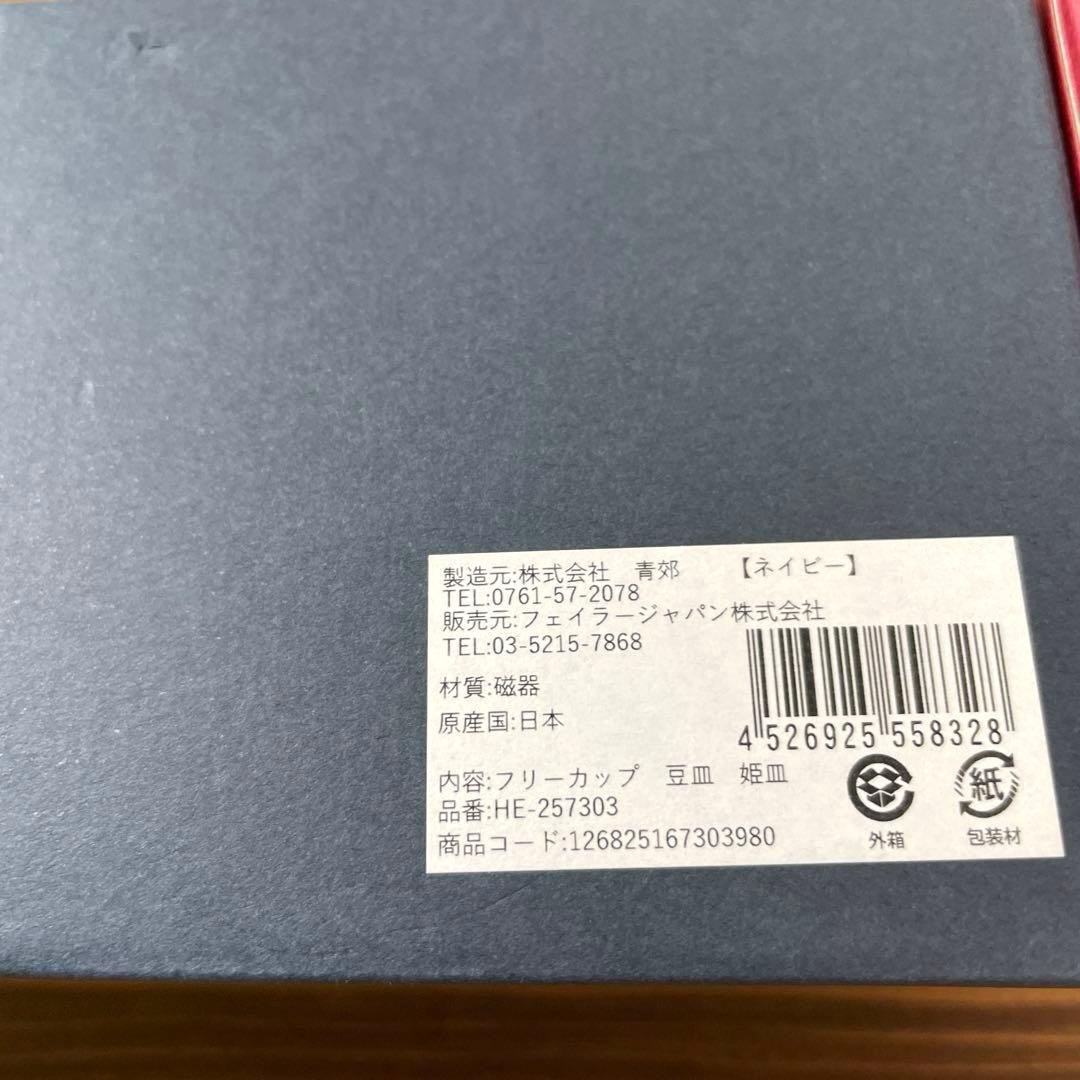 製造元:株式会社　青郊　　【ネイビー】
TEL:0761-57-2078
販売元:フェイラージャパン株式会社
TEL:03-5215-7868
材質:磁器
原産国:日本
4 526925 558328
内容:フリーカップ　豆皿　姫皿
品番:HE-257303
商品コード:126825167303980
紙
外箱
包装材